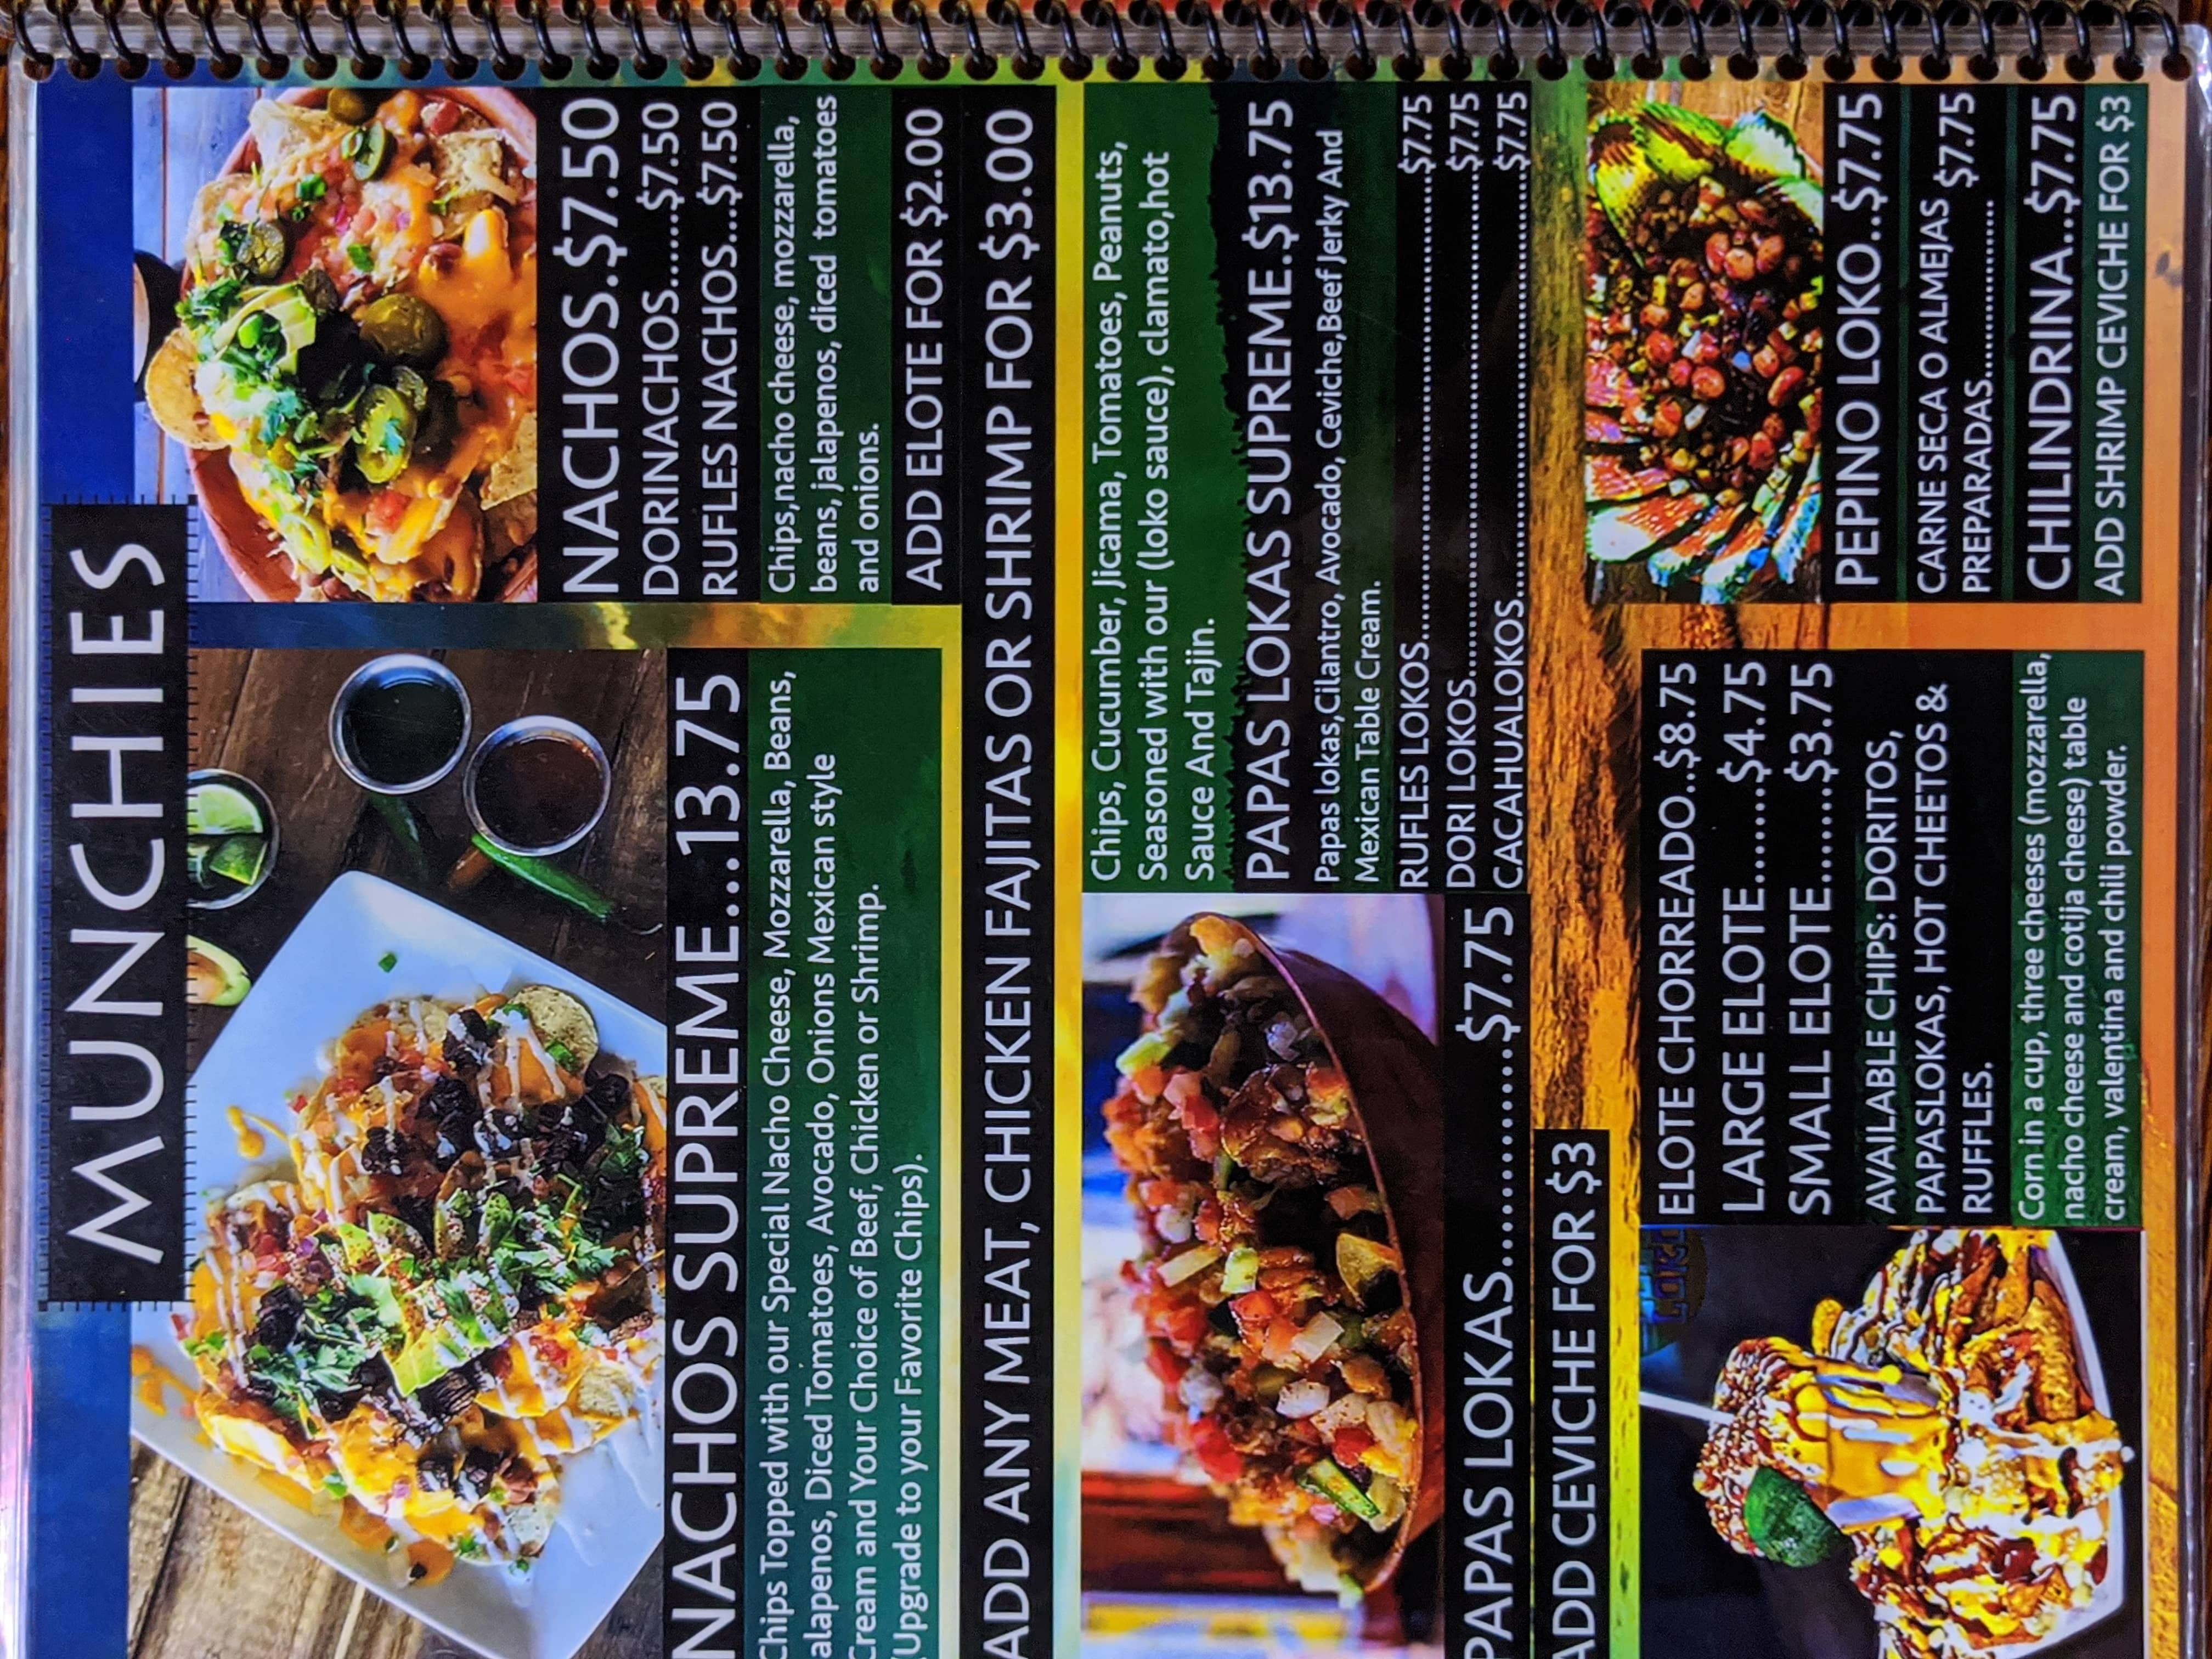 MUNCHIES
NACHOS SUPREME...13.75
Chips Topped with our Special Nacho Cheese, Mozzarella, Beans,
alapenos, Diced Tomatoes, Avocado, Onions Mexican style
Cream and Your Choice of Beef, Chicken or Shrimp.
(Upgrade to your Favorite Chips).
NACHOS.$7.50
DORINACHOS......$7.50
RUFLES NACHOS...$7.50
Chips,nacho cheese, mozzarella,
beans, jalapenos, diced tomatoes
and onions.
ADD ELOTE FOR $2.00
ADD ANY MEAT, CHICKEN FAJITAS OR SHRIMP FOR $3.00
PAPAS LOKAS...............$7.75
ADD CEVICHE FOR $3
Chips, Cucumber, Jicama, Tomatoes, Peanuts,
Seasoned with our (loko sauce), clamato,hot
Sauce And Tajin.
PAPAS LOKAS SUPREME.$13.75
Papas lokas,Cilantro, Avocado, Ceviche,Beef Jerky And
Mexican Table Cream.
RUFLES LOKOS..................................................$7.75
DORI LOKOS.....................................................$7.75
CACAHUALOKOS.............................................$7.75
ELOTE CHORREADO..$8.75
LARGE ELOTE.......$4.75
SMALL ELOTE.......$3.75
AVAILABLE CHIPS: DORITOS,
PAPASLOKAS, HOT CHEETOS &
RUFFLES.
Corn in a cup, three cheeses (mozzarella,
nacho cheese and cotija cheese) table
cream, valentina and chili powder.
PEPINO LOKO..$7.75
CARNE SECA O ALMEJAS $7.75
PREPARADAS...................
CHILINDRINA...$7.75
ADD SHRIMP CEVICHE FOR $3